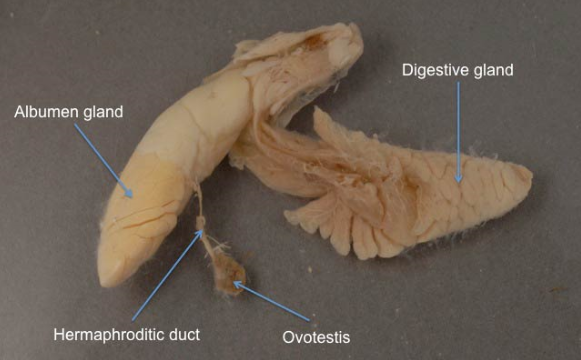 Digestive gland
Albumen gland
Hermaphroditic duct
Ovotestis